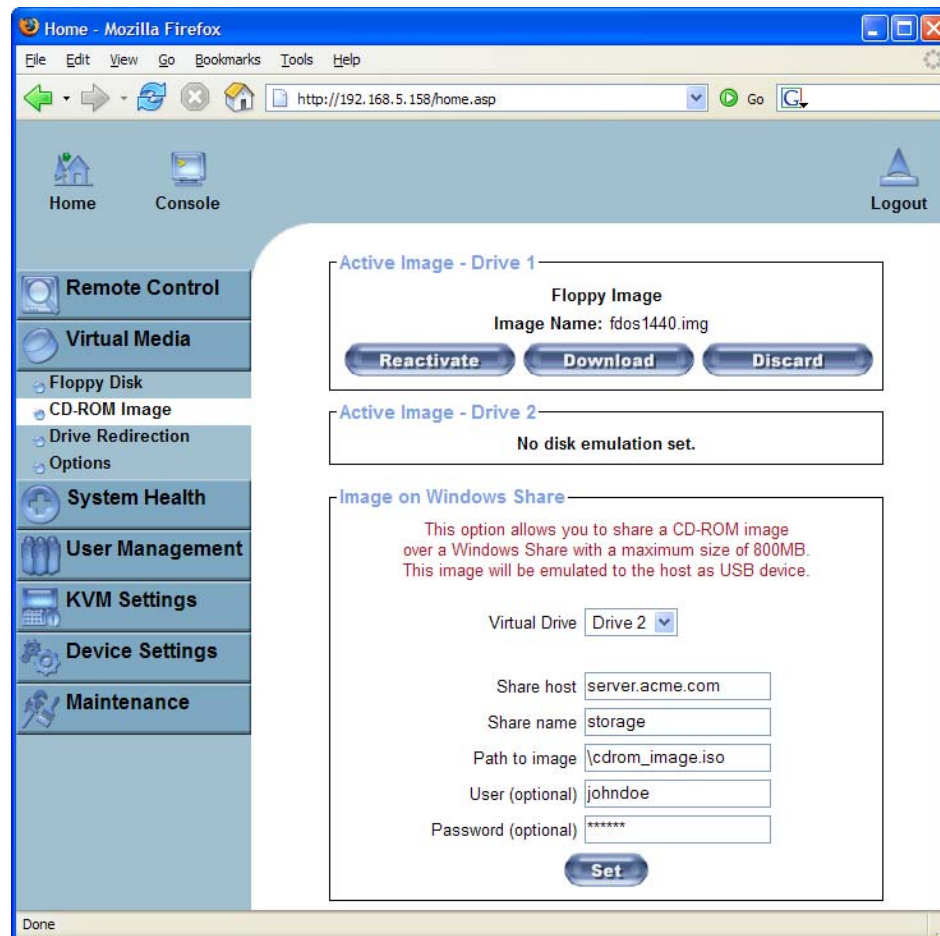 Home - Mozilla Firefox
File Edit View Go Bookmarks Tools Help
http://192.168.5.158/home.asp Go G
Home Console Logout
Remote Control
Virtual Media
Floppy Disk
CD-ROM Image
Drive Redirection
Options
System Health
User Management
KVM Settings
Device Settings
Maintenance
Active Image - Drive 1
Floppy Image
Image Name: fdos1440.img
Reactivate Download Discard
Active Image - Drive 2
No disk emulation set.
Image on Windows Share
This option allows you to share a CD-ROM image
over a Windows Share with a maximum size of 800MB.
This image will be emulated to the host as USB device.
Virtual Drive Drive 2
Share host server.acme.com
Share name storage
Path to image \cdrom_image.iso
User (optional) johndoe
Password (optional) ******
Set
Done